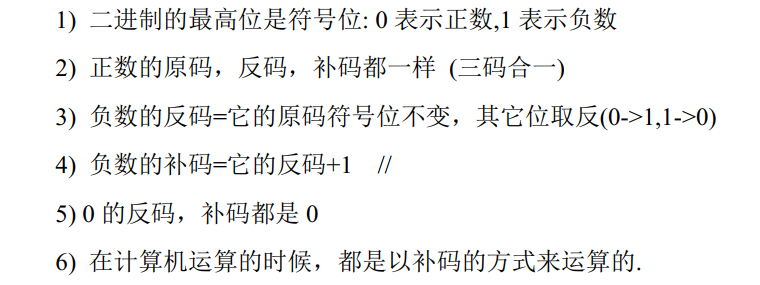 1) 二进制的最高位是符号位: 0 表示正数,1 表示负数
2) 正数的原码，反码，补码都一样 (三码合一)
3) 负数的反码=它的原码符号位不变，其它位取反(0->1,1->0)
4) 负数的补码=它的反码+1 //
5) 0 的反码，补码都是 0
6) 在计算机运算的时候，都是以补码的方式来运算的.